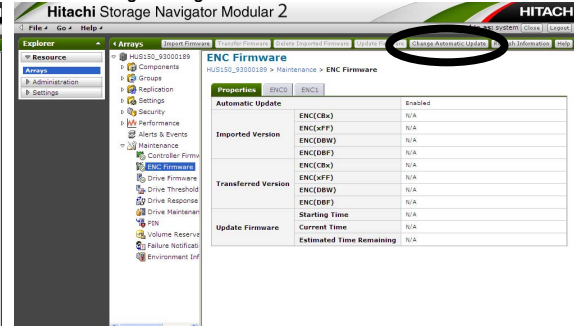 Hitachi Storage Navigator Modular 2
HITACH
File Go Help
system Close Logout
Explorer
Resource
Arrays
Administration
Settings
Arrays
HUS150_93000189
Components
Groups
Replication
Settings
Security
Performance
Alerts & Events
Maintenance
Controller Firmw
ENC Firmware
Drive Firmware
Drive Threshold
Drive Response
Drive Maintenan
PIN
Volume Reserva
Failure Notificati
Environment Inf
Import Firmware Transfer Firmware Delete Imported Firmware Update Firm Change Automatic Update Information Help
ENC Firmware
HUS150_93000189 > Maintenance > ENC Firmware
Properties ENC0 ENC1
Automatic Update Enabled
Imported Version
ENC(CBx) N/A
ENC(xFF) N/A
ENC(DBW) N/A
ENC(DBF) N/A
Transferred Version
ENC(CBx) N/A
ENC(xFF) N/A
ENC(DBW) N/A
ENC(DBF) N/A
Update Firmware
Starting Time N/A
Current Time N/A
Estimated Time Remaining N/A